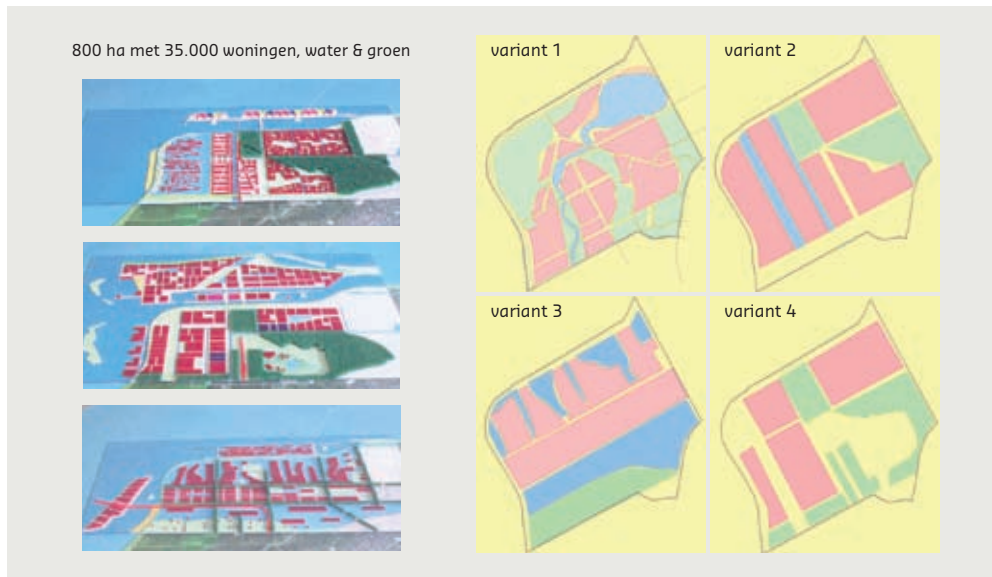 800 ha met 35.000 woningen, water & groen
variant 1
variant 2
variant 3
variant 4